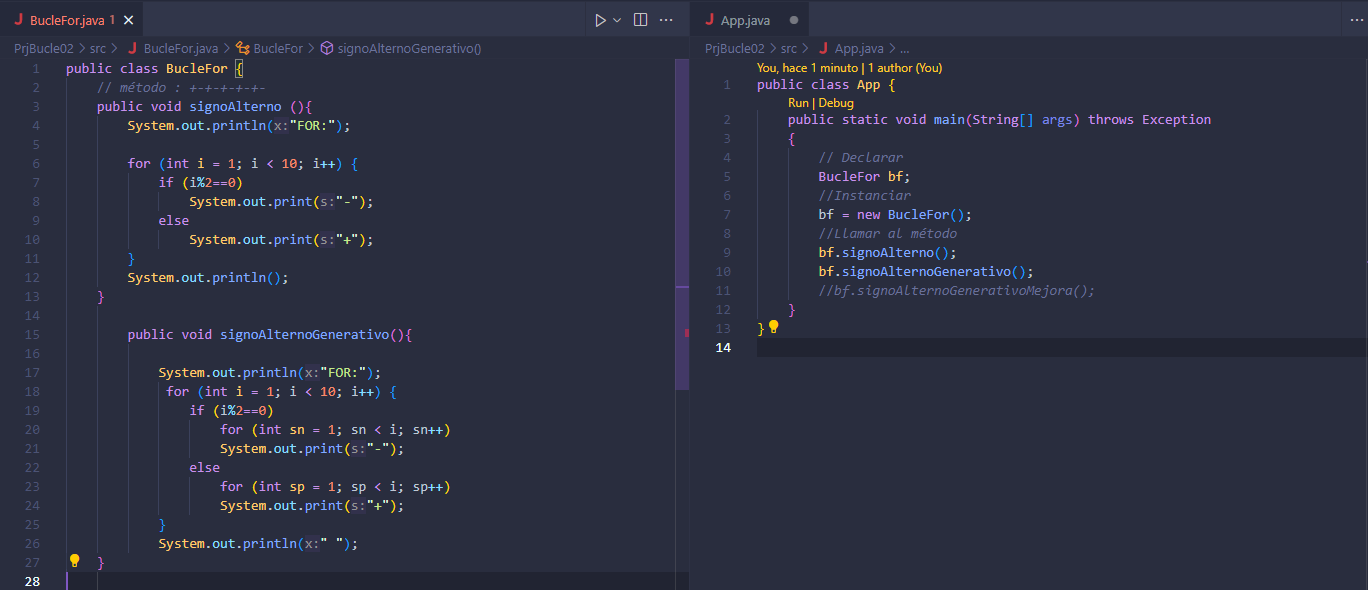 BucleFor.java 1
PrjBucle02 > src > BucleFor.java > BucleFor > signoAlternoGenerativo()
1 public class BucleFor {
2 // método : +-+-+-+-+-
3 public void signoAlterno (){
4 System.out.println(x:"FOR:");
5
6 for (int i = 1; i < 10; i++) {
7 if (i%2==0)
8 System.out.print(s:"-");
9 else
10 System.out.print(s:"+");
11 }
12 System.out.println();
13 }
14
15 public void signoAlternoGenerativo(){
16
17 System.out.println(x:"FOR:");
18 for (int i = 1; i < 10; i++) {
19 if (i%2==0)
20 for (int sn = 1; sn < i; sn++)
21 System.out.print(s:"-");
22 else
23 for (int sp = 1; sp < i; sp++)
24 System.out.print(s:"+");
25 }
26 System.out.println(x:" ");
27 }
28
App.java
PrjBucle02 > src > App.java > ...
You, hace 1 minuto | 1 author (You)
1 public class App {
Run | Debug
2 public static void main(String[] args) throws Exception
3 {
4 // Declarar
5 BucleFor bf;
6 //Instanciar
7 bf = new BucleFor();
8 //Llamar al método
9 bf.signoAlterno();
10 bf.signoAlternoGenerativo();
11 //bf.signoAlternoGenerativoMejora();
12 }
13 }
14